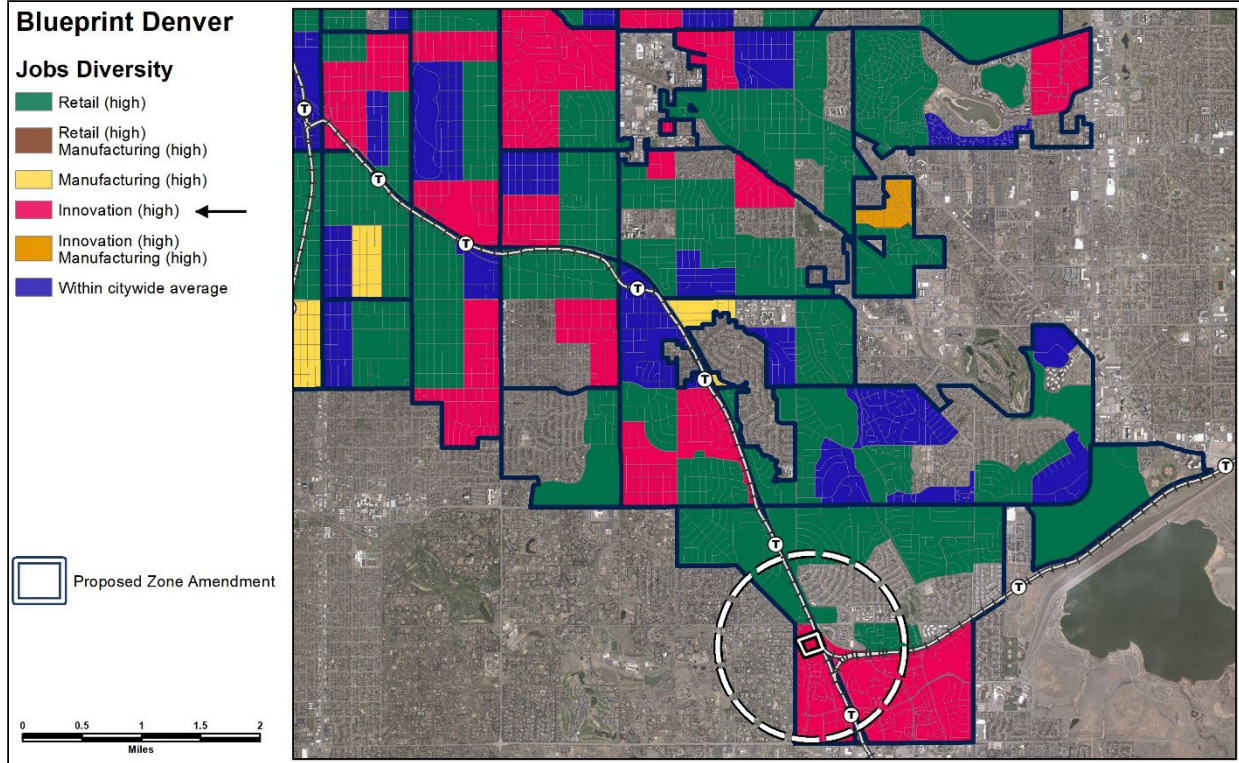 Blueprint Denver
Jobs Diversity
Retail (high)
Retail (high)
Manufacturing (high)
Manufacturing (high)
Innovation (high)
Innovation (high)
Manufacturing (high)
Within citywide average
Proposed Zone Amendment
0 0.5 1 1.5 2
Miles
T
T
T
T
T
T
T
T
T